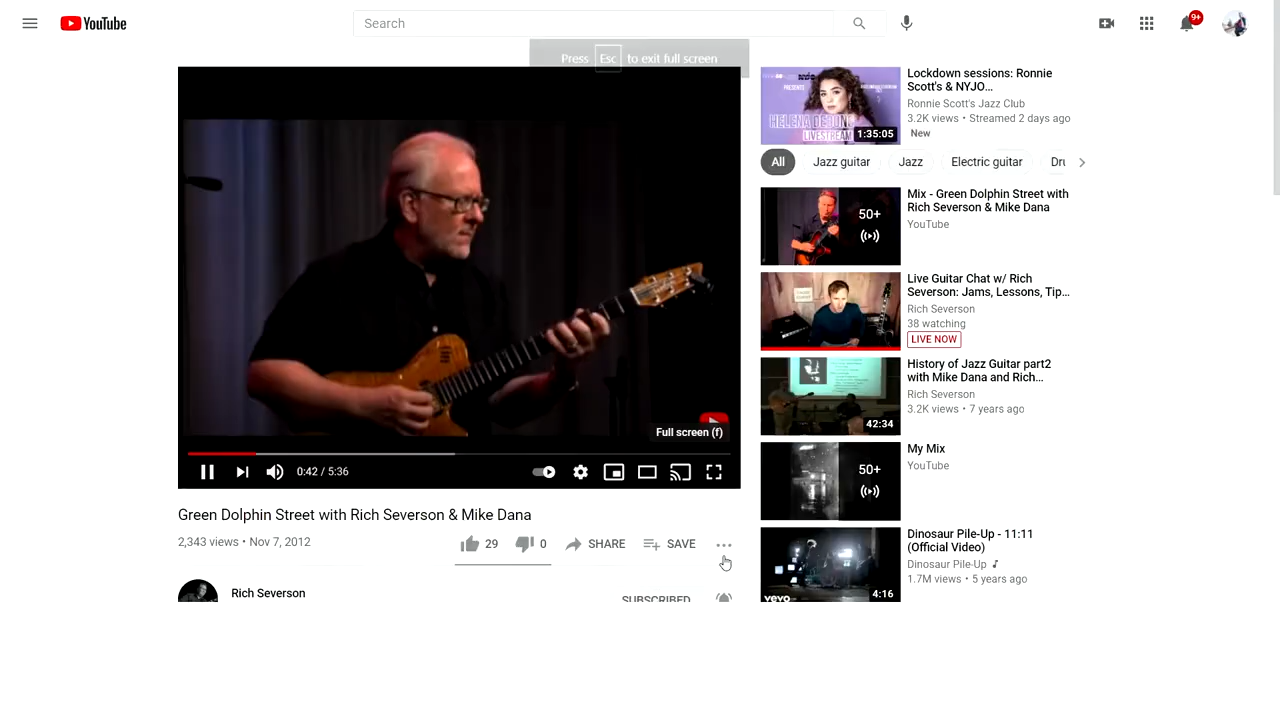 YouTube
Search
9+
Press Esc to exit full screen
Full screen (f)
0:42 / 5:36
Green Dolphin Street with Rich Severson & Mike Dana
2,343 views • Nov 7, 2012
29
0
SHARE
SAVE
Rich Severson
SUBSCRIBED
PRESENTS
LIVESTREAM
1:35:05
Lockdown sessions: Ronnie
Scott's & NYJO...
Ronnie Scott's Jazz Club
3.2K views • Streamed 2 days ago
New
All
Jazz guitar
Jazz
Electric guitar
Dru
50+
Mix - Green Dolphin Street with
Rich Severson & Mike Dana
YouTube
Live Guitar Chat w/ Rich
Severson: Jams, Lessons, Tip...
Rich Severson
38 watching
LIVE NOW
42:34
History of Jazz Guitar part2
with Mike Dana and Rich...
Rich Severson
3.2K views • 7 years ago
50+
My Mix
YouTube
vevo
4:16
Dinosaur Pile-Up - 11:11
(Official Video)
Dinosaur Pile-Up
1.7M views • 5 years ago